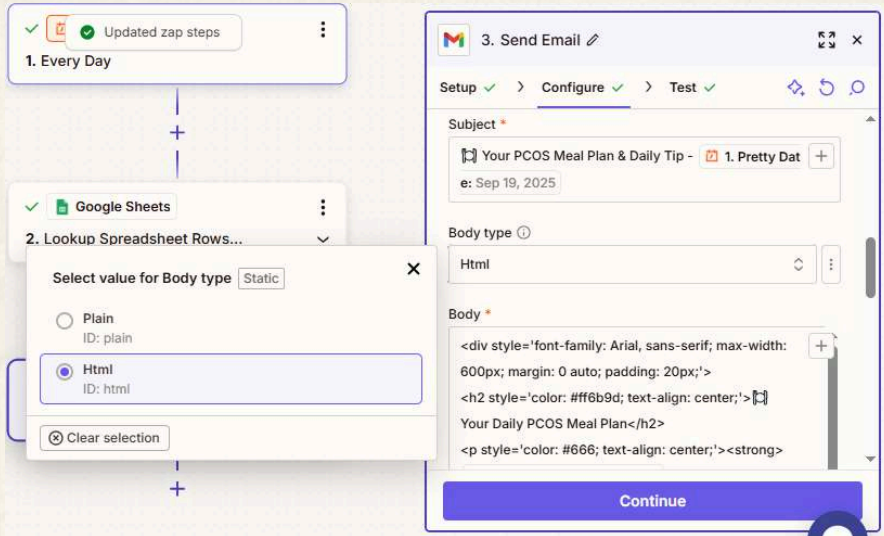 Updated zap steps
1. Every Day
Google Sheets
2. Lookup Spreadsheet Rows...
Select value for Body type Static
Plain
ID: plain
Html
ID: html
Clear selection
3. Send Email
Setup
Configure
Test
Subject *
🍽️ Your PCOS Meal Plan & Daily Tip - 1. Pretty Dat
e: Sep 19, 2025
Body type
Html
Body *
<div style='font-family: Arial, sans-serif; max-width:
600px; margin: 0 auto; padding: 20px;'>
<h2 style='color: #ff6b9d; text-align: center;'>🍽️
Your Daily PCOS Meal Plan</h2>
<p style='color: #666; text-align: center;'><strong>
Continue